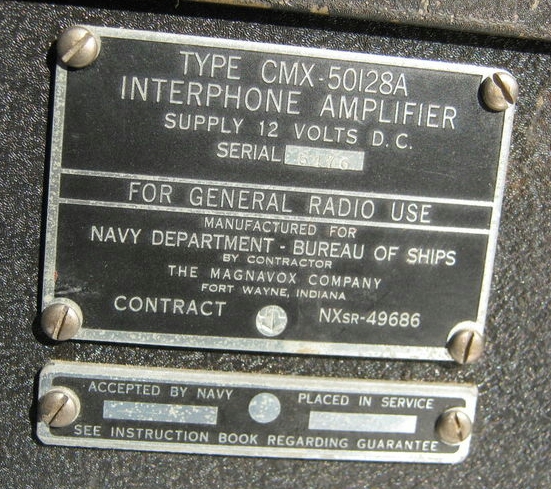 TYPE CMX-50128A
INTERPHONE AMPLIFIER
SUPPLY 12 VOLTS D.C.
SERIAL
FOR GENERAL RADIO USE
MANUFACTURED FOR
NAVY DEPARTMENT - BUREAU OF SHIPS
BY CONTRACTOR
THE MAGNAVOX COMPANY
FORT WAYNE, INDIANA
CONTRACT NXSR-49686
ACCEPTED BY NAVY PLACED IN SERVICE
SEE INSTRUCTION BOOK REGARDING GUARANTEE